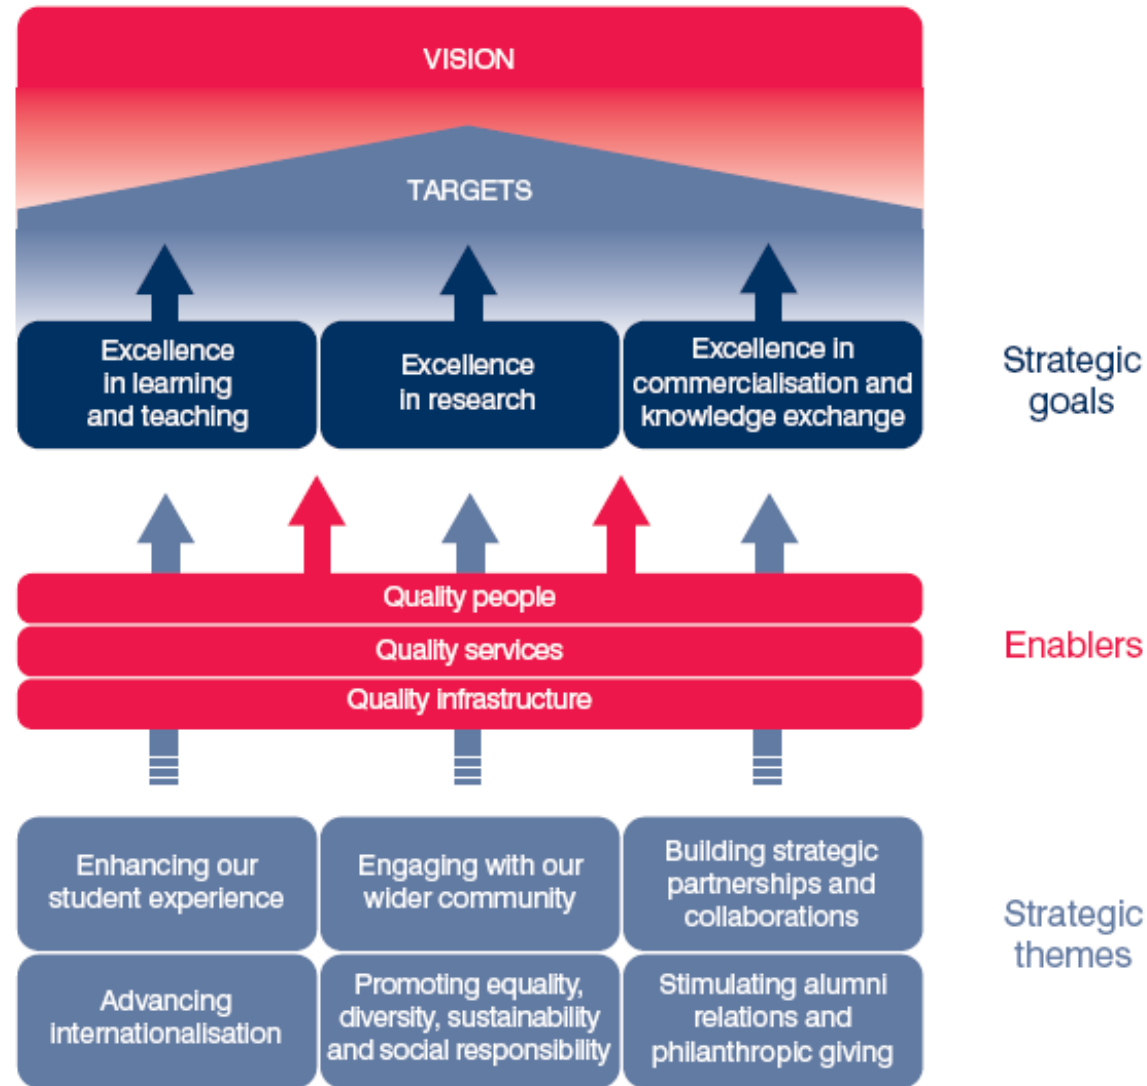 VISION
TARGETS
Excellence
in learning
and teaching
Excellence
in research
Excellence in
commercialisation and
knowledge exchange
Strategic
goals
Quality people
Quality services
Quality infrastructure
Enablers
Enhancing our
student experience
Engaging with our
wider community
Building strategic
partnerships and
collaborations
Advancing
internationalisation
Promoting equality,
diversity, sustainability
and social responsibility
Stimulating alumni
relations and
philanthropic giving
Strategic
themes